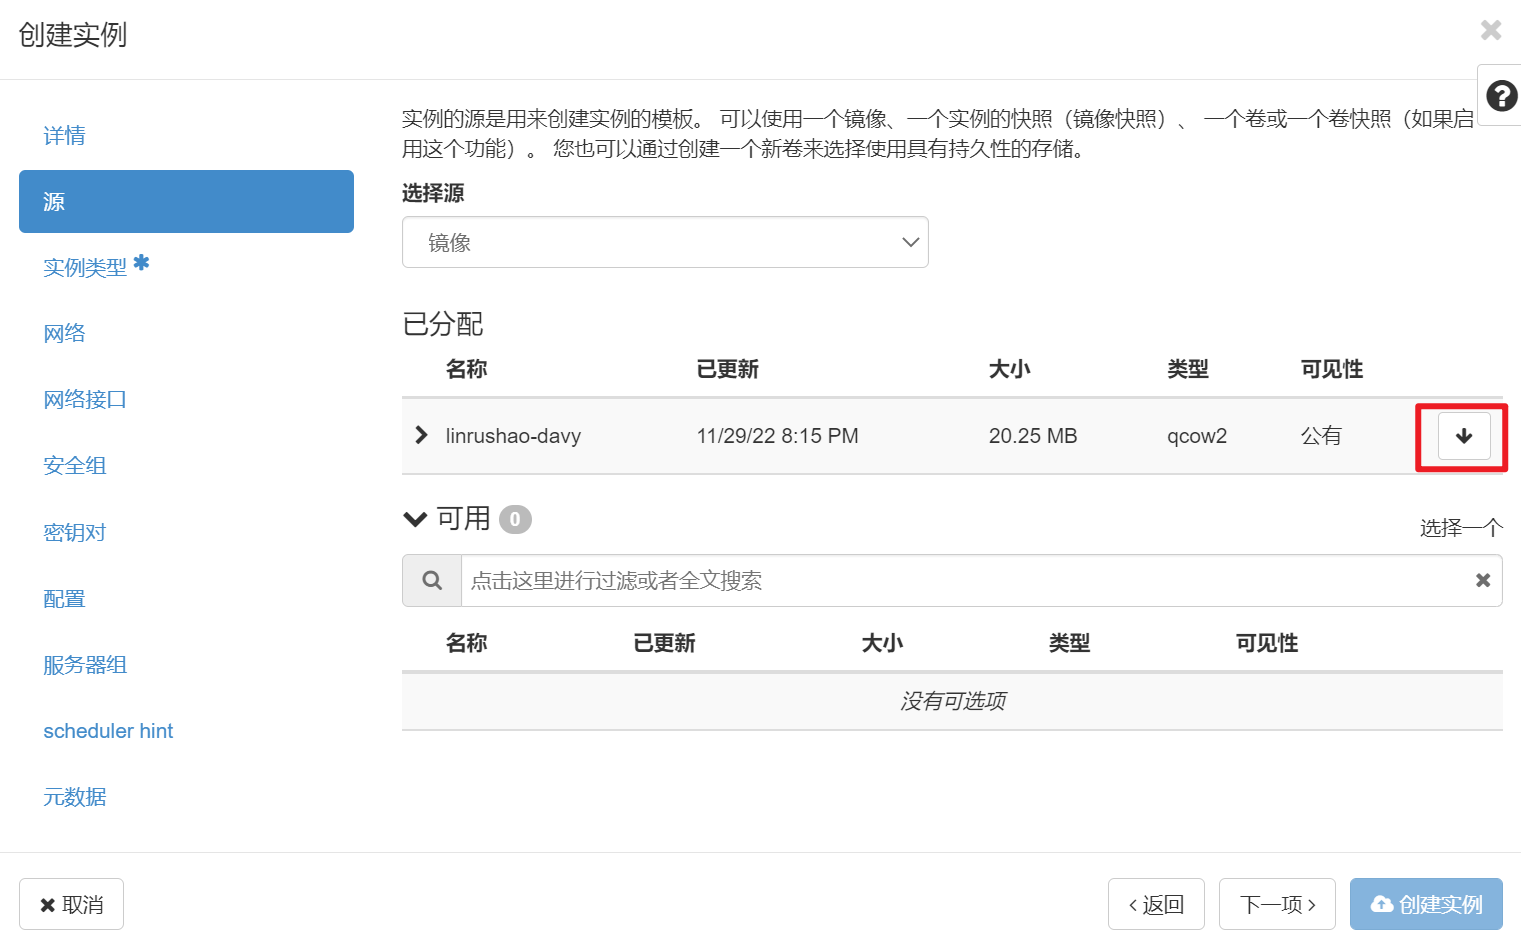 创建实例
详情
源
实例类型
网络
网络接口
安全组
密钥对
配置
服务器组
scheduler hint
元数据
实例的源是用来创建实例的模板。 可以使用一个镜像、一个实例的快照（镜像快照）、 一个卷或一个卷快照（如果启
用这个功能）。 您也可以通过创建一个新卷来选择使用具有持久性的存储。
选择源
镜像
已分配
名称 已更新 大小 类型 可见性
linrushao-davy 11/29/22 8:15 PM 20.25 MB qcow2 公有
可用 0
选择一个
点击这里进行过滤或者全文搜索
名称 已更新 大小 类型 可见性
没有可选项
取消
返回
下一项
创建实例